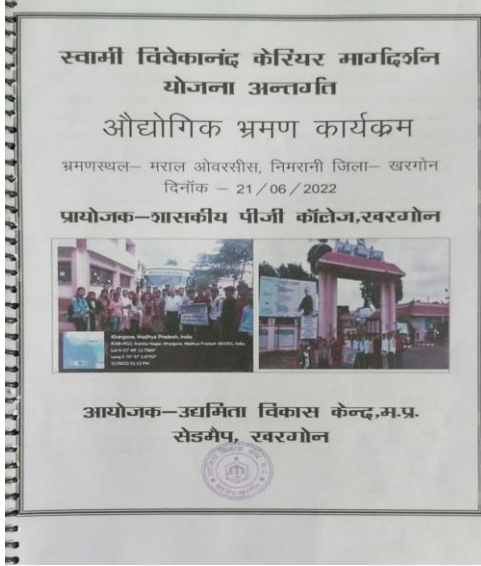 स्वामी विवेकानंद केरियर मार्गदर्शन
योजना अन्तर्गत
औद्योगिक भ्रमण कार्यक्रम
भ्रमणस्थल– मराल ओवरसीस, निमरानी जिला– खरगोन
दिनॉक – 21/06/2022
प्रायोजक–शासकीय पीजी कॉलेज,खरगोन
Khargone, Madhya Pradesh, India
आयोजक–उद्यमिता विकास केन्द्र,म.प्र.
सेडमैप, खरगोन